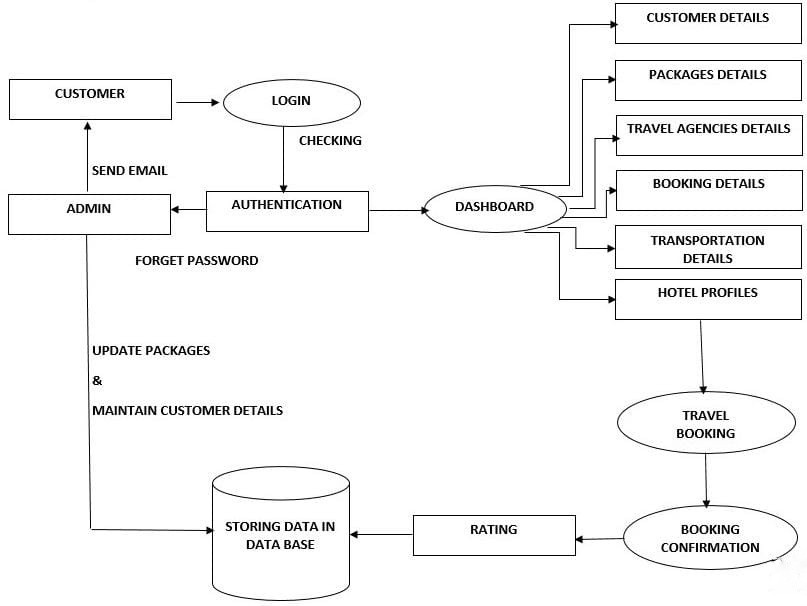 CUSTOMER DETAILS
PACKAGES DETAILS
CUSTOMER
LOGIN
TRAVEL AGENCIES DETAILS
CHECKING
SEND EMAIL
BOOKING DETAILS
ADMIN
AUTHENTICATION
DASHBOARD
TRANSPORTATION
DETAILS
FORGET PASSWORD
HOTEL PROFILES
UPDATE PACKAGES
&
MAINTAIN CUSTOMER DETAILS
TRAVEL
BOOKING
STORING DATA IN
DATA BASE
RATING
BOOKING
CONFIRMATION